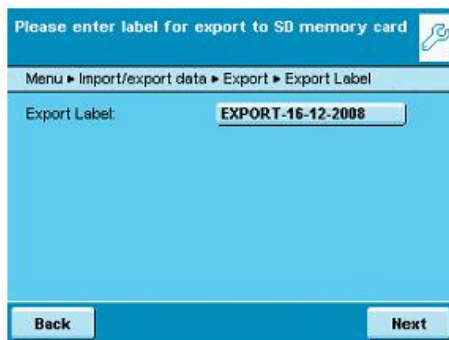 Please enter label for export to SD memory card
Menu ▸ Import/export data ▸ Export ▸ Export Label
Export Label: EXPORT-16-12-2008
Back Next